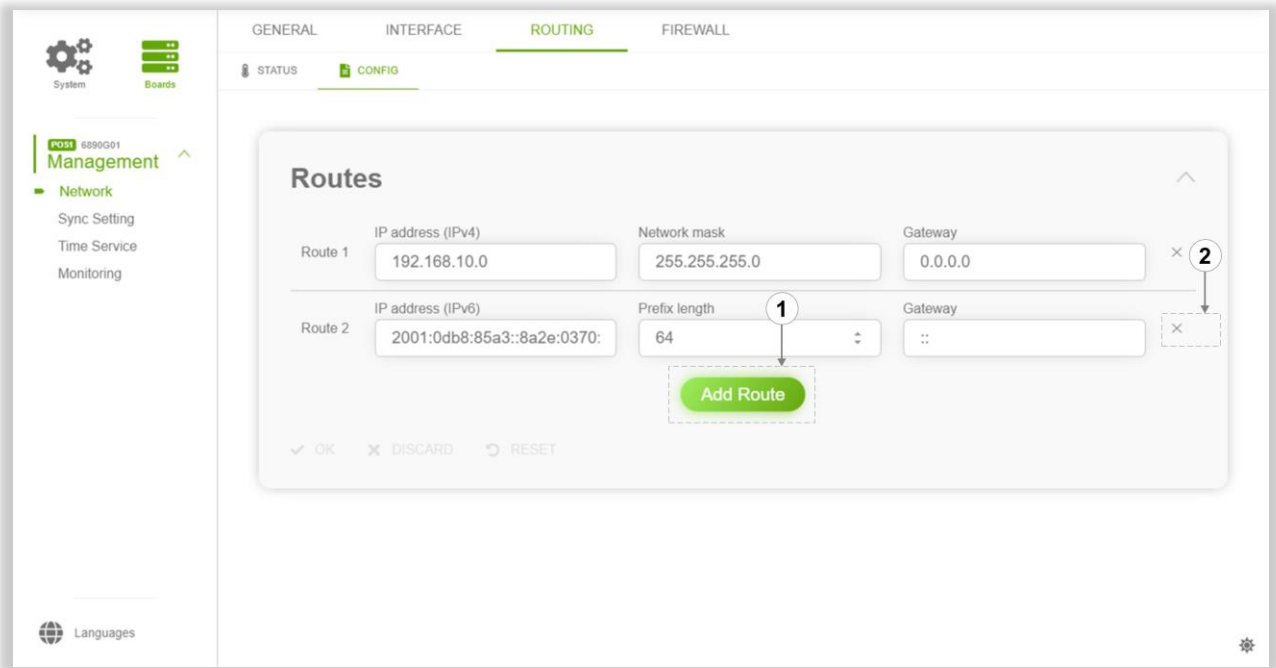 GENERAL INTERFACE ROUTING FIREWALL
System Boards
STATUS CONFIG
POS1 6890G01
Management
Network
Sync Setting
Time Service
Monitoring
Routes
IP address (IPv4) Network mask Gateway
Route 1 192.168.10.0 255.255.255.0 0.0.0.0
2
IP address (IPv6) Prefix length Gateway
1
Route 2 2001:0db8:85a3::8a2e:0370: 64 ::
Add Route
OK DISCARD RESET
Languages